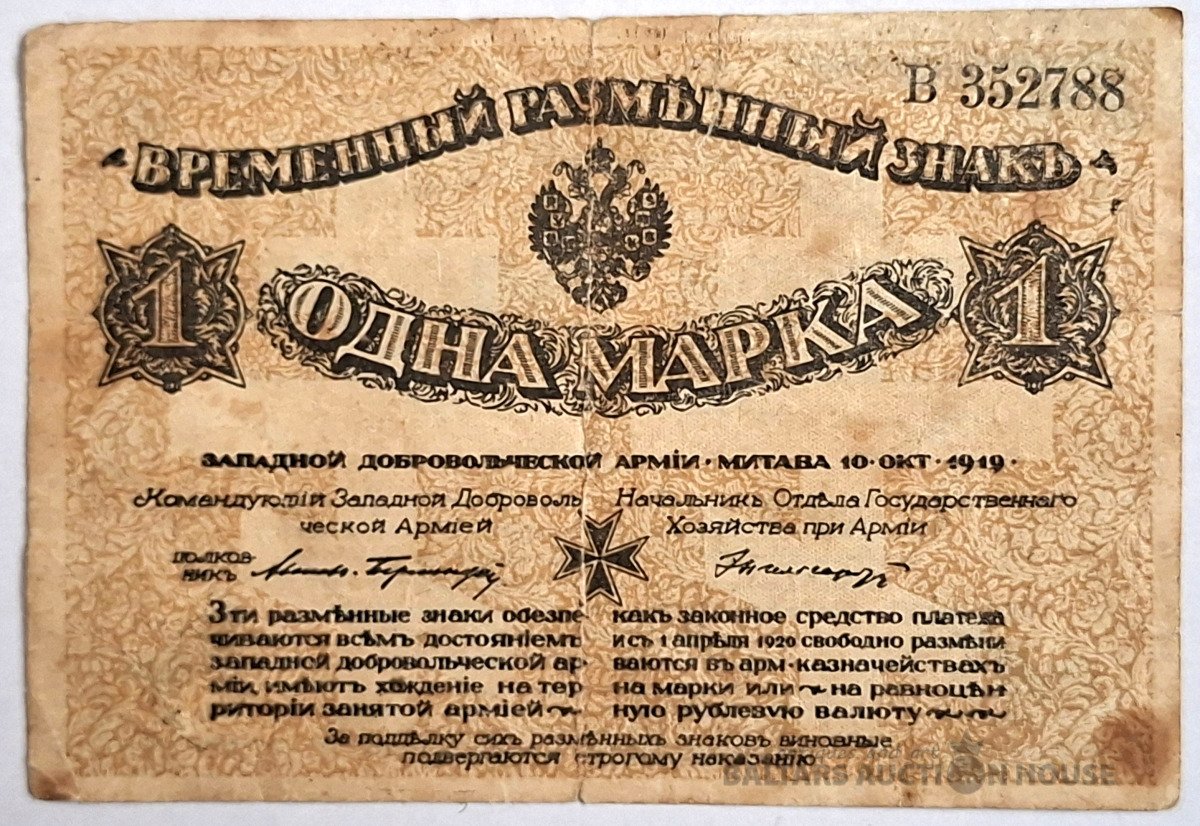 В 352788
ВРЕМЕННЫЙ РАЗМѢННЫЙ ЗНАКЪ
1 ОДНА МАРКА 1
ЗАПАДНОЙ ДОБРОВОЛЬЧЕСКОЙ АРМІИ · МИТАВА 10 · ОКТ · 1919 ·
Командующій Западной Доброволь
ческой Арміей
полков
никъ
Начальникъ Отдѣла Государственнаго
Хозяйства при Арміи
Эти размѣнные знаки обезпе
чиваются всѣмъ достояніемъ
западной добровольческой ар
міи, имѣютъ хожденіе на тер
риторіи занятой арміей
какъ законное средство платежа
и съ 1 апрѣля 1920 свободно размѣни
ваются въ арм · казначействахъ
на марки или на равноцѣн
ную рублевую валюту
За поддѣлку сихъ размѣнныхъ знаковъ виновные
подвергаются строгому наказанію
BALTARS AUCTION HOUSE